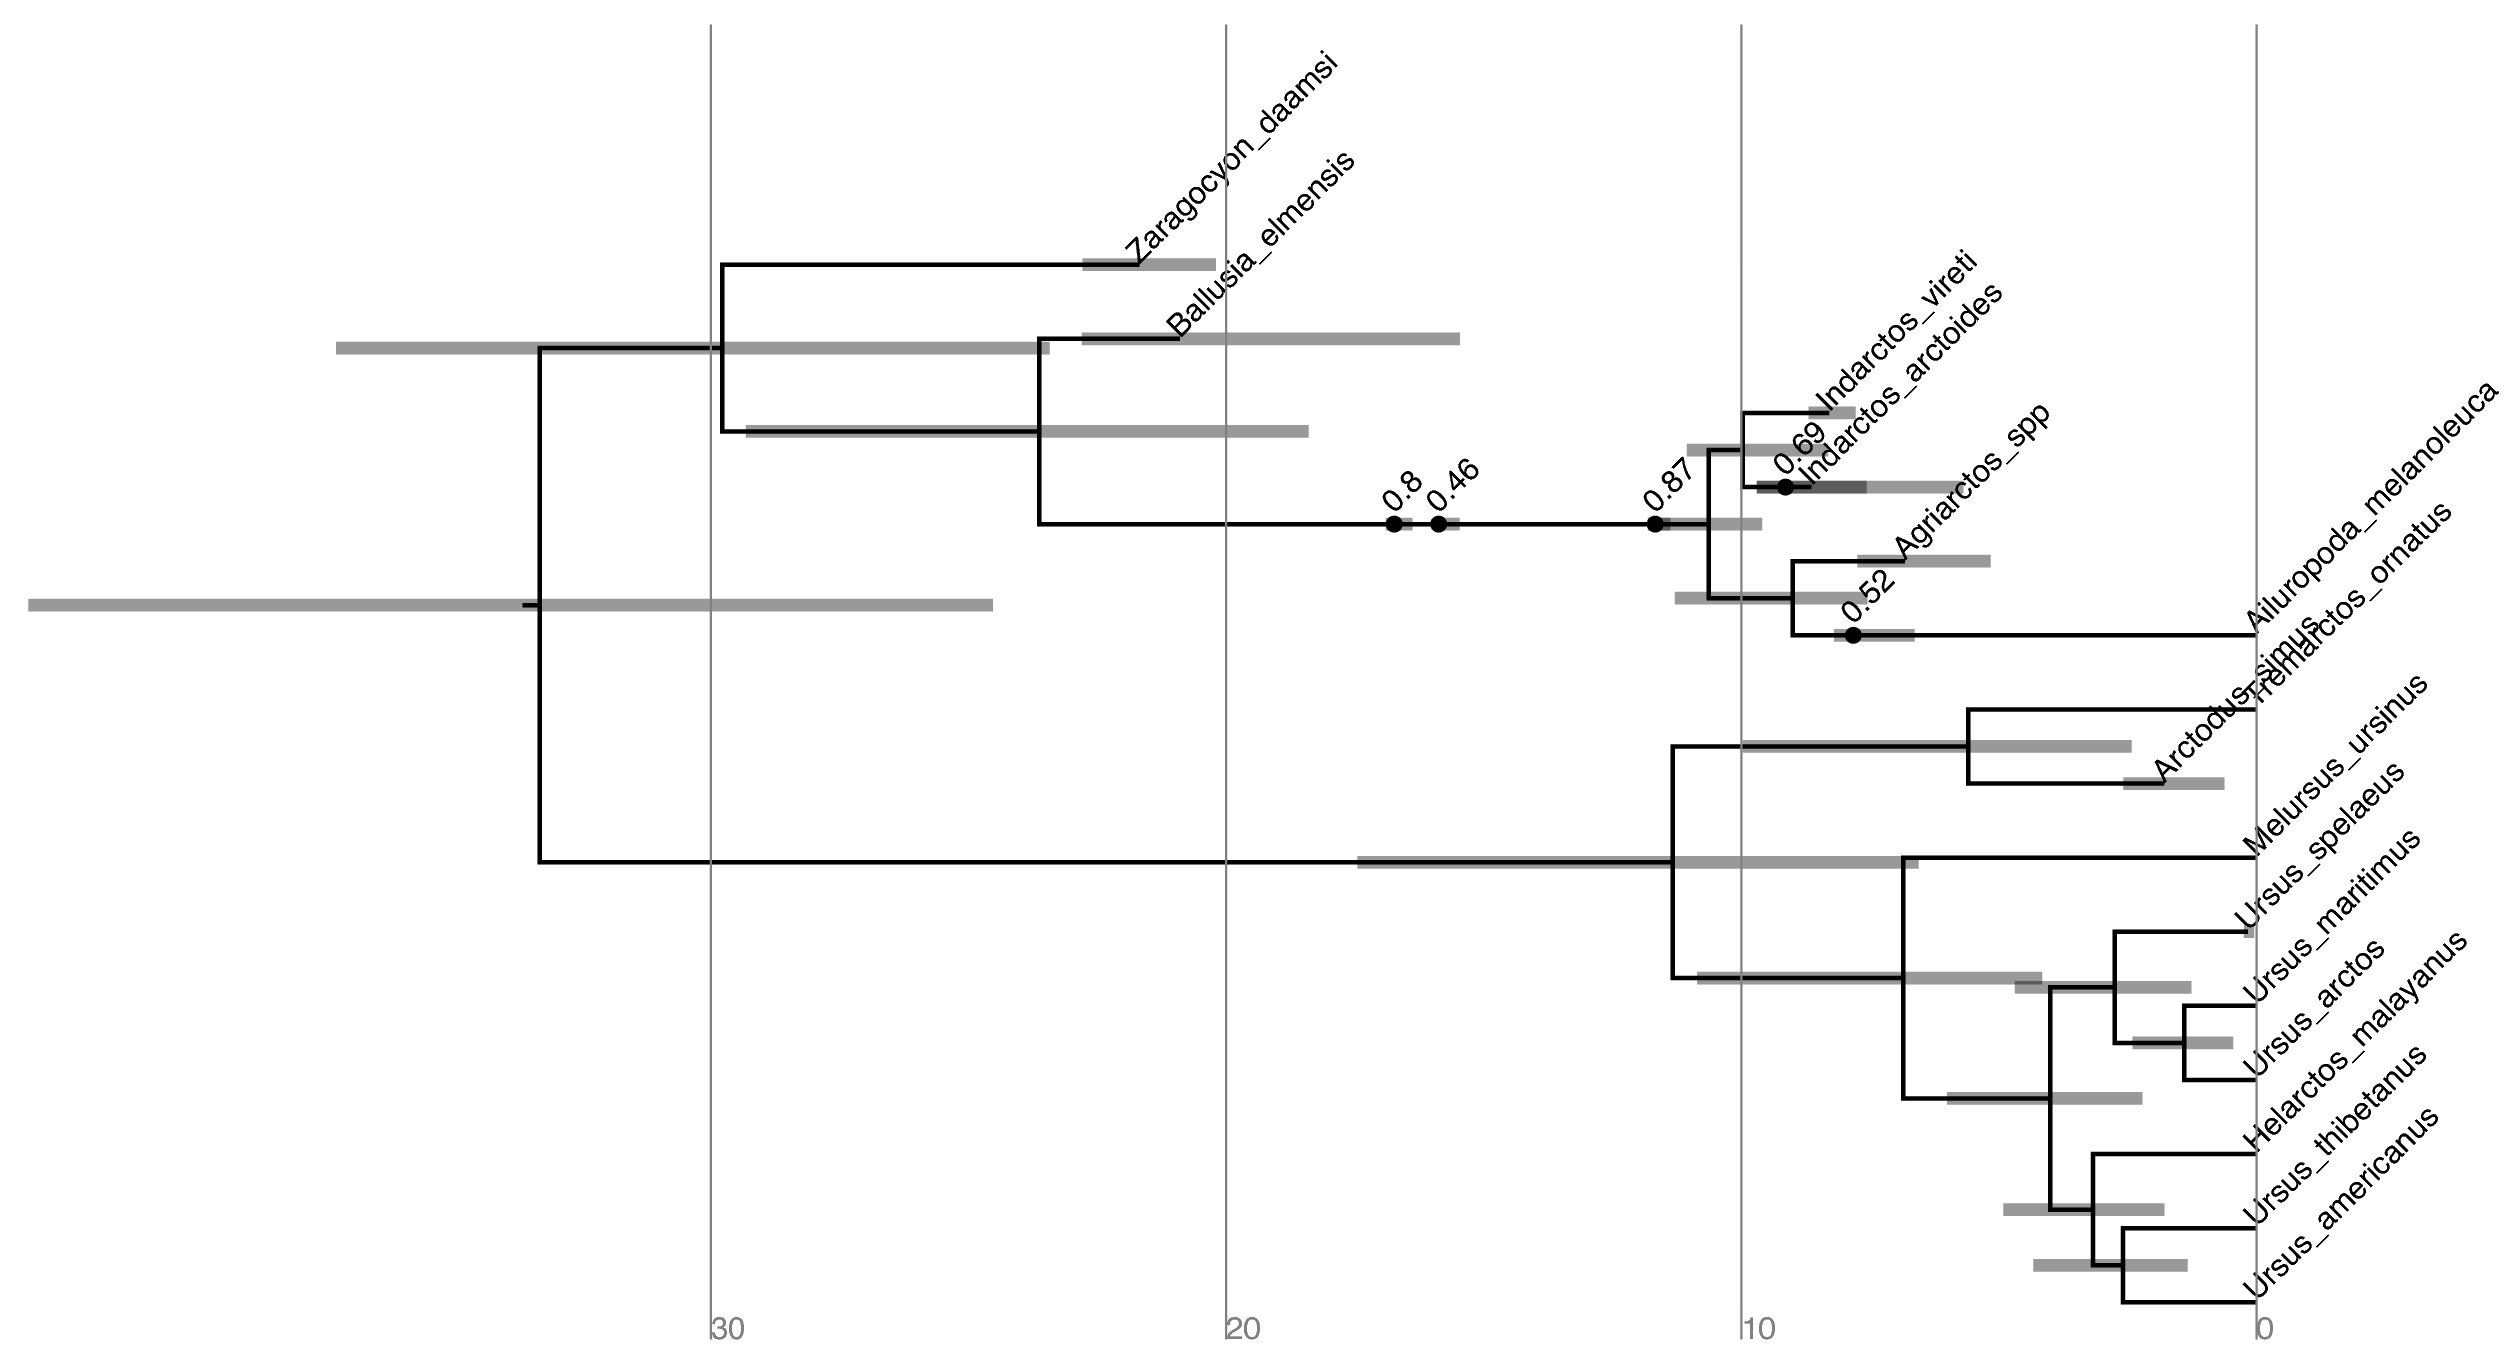 Zaragocyon_daamsi
Ballusia_elmensis
Indarctos_vireti
0.69
Indarctos_arctoides
0.8
0.46
0.87
Agriarctos_spp
0.52
Ailuropoda_melanoleuca
Tremarctos_ornatus
Arctodus_simus
Melursus_ursinus
Ursus_spelaeus
Ursus_maritimus
Ursus_arctos
Helarctos_malayanus
Ursus_thibetanus
Ursus_americanus
30
20
10
0